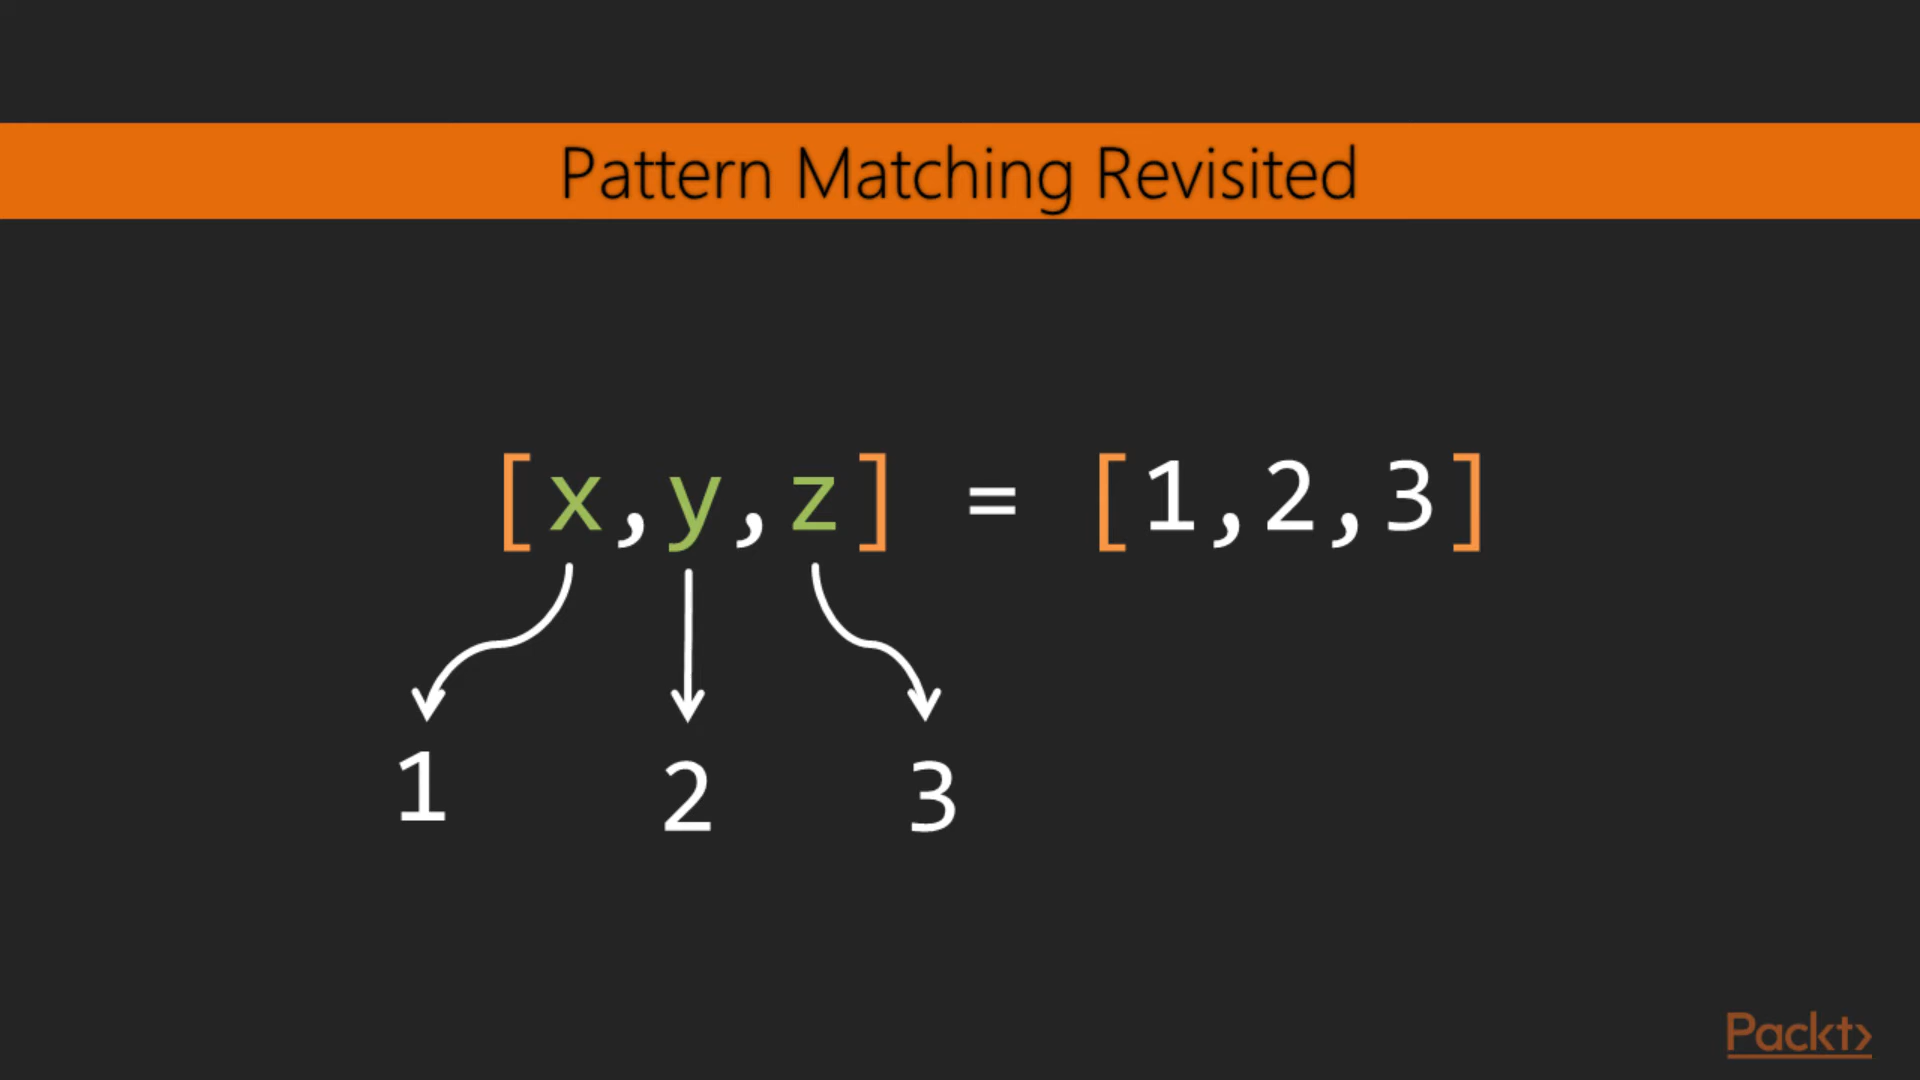 Pattern Matching Revisited
[x,y,z] = [1,2,3]
1 2 3
Packt>